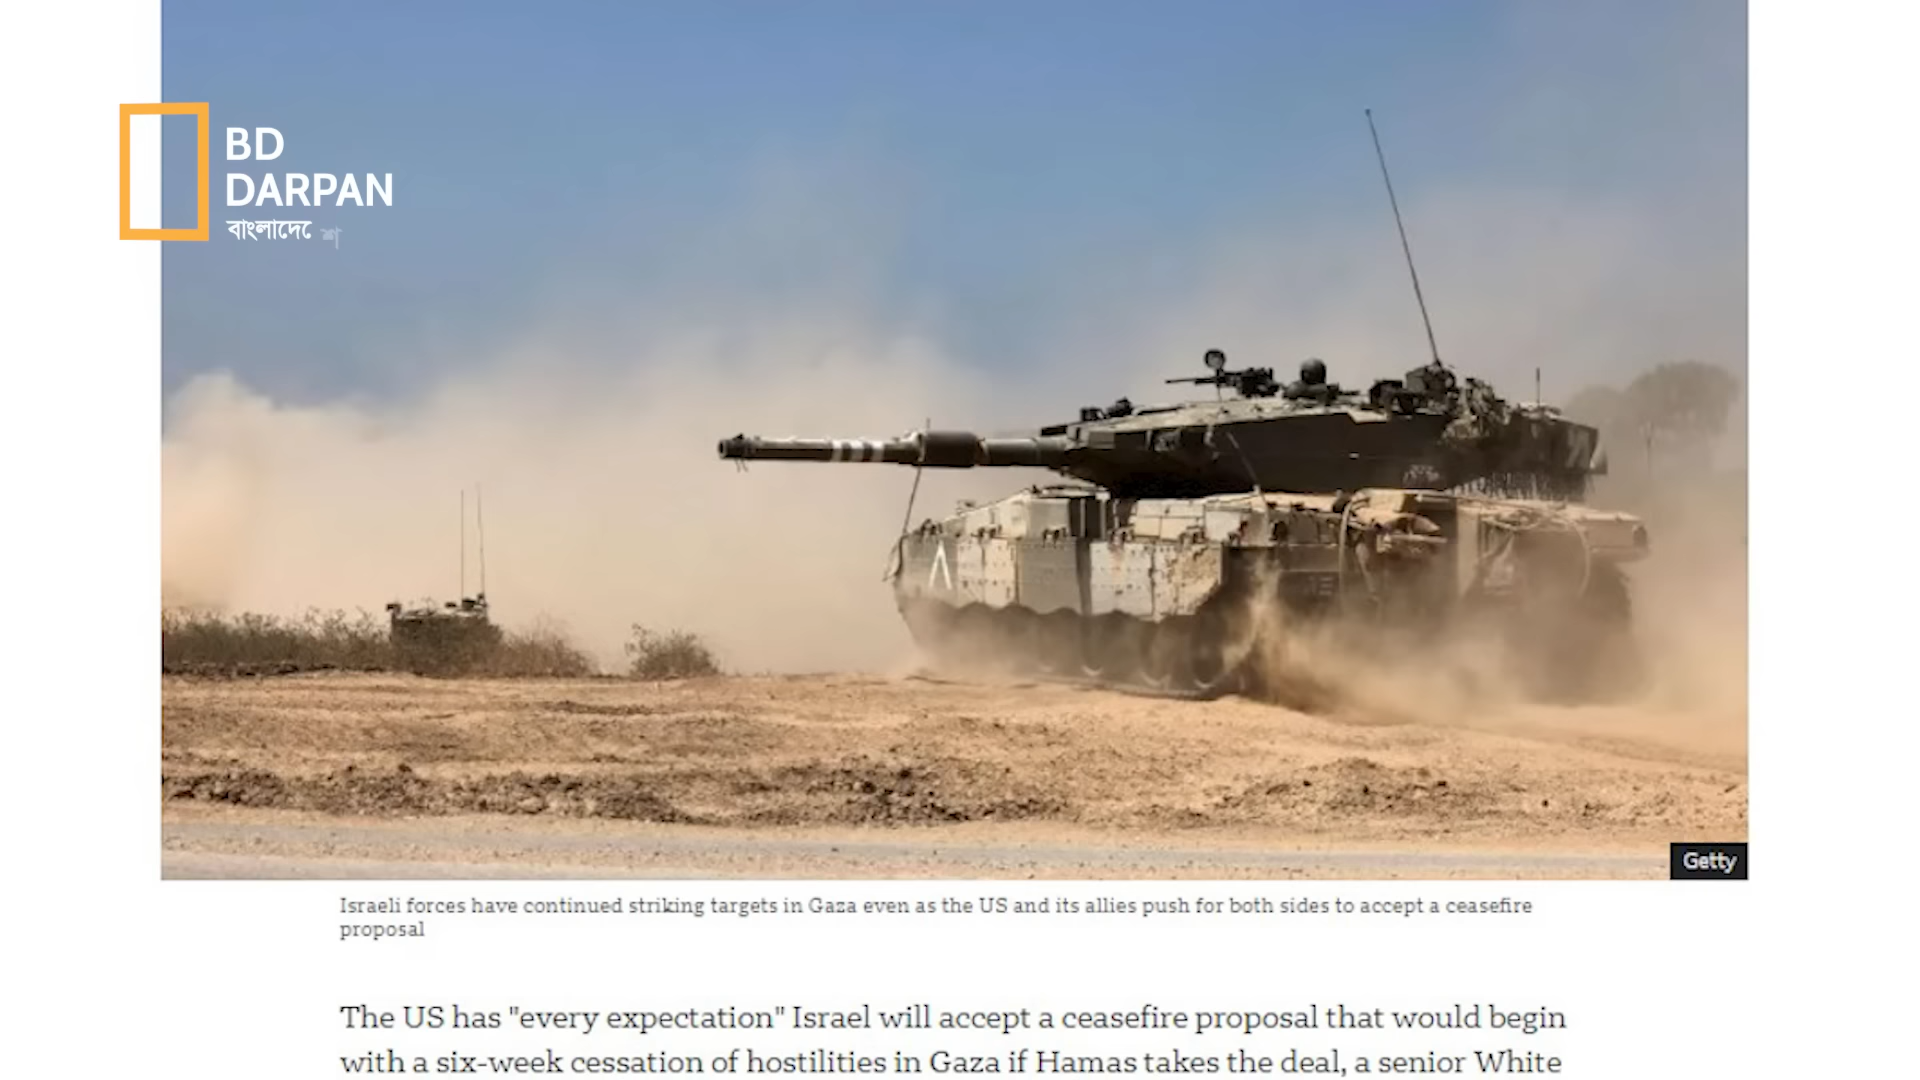 BD
DARPAN
বাংলাদেশে
Getty
Israeli forces have continued striking targets in Gaza even as the US and its allies push for both sides to accept a ceasefire
proposal
The US has "every expectation" Israel will accept a ceasefire proposal that would begin
with a six-week cessation of hostilities in Gaza if Hamas takes the deal, a senior White